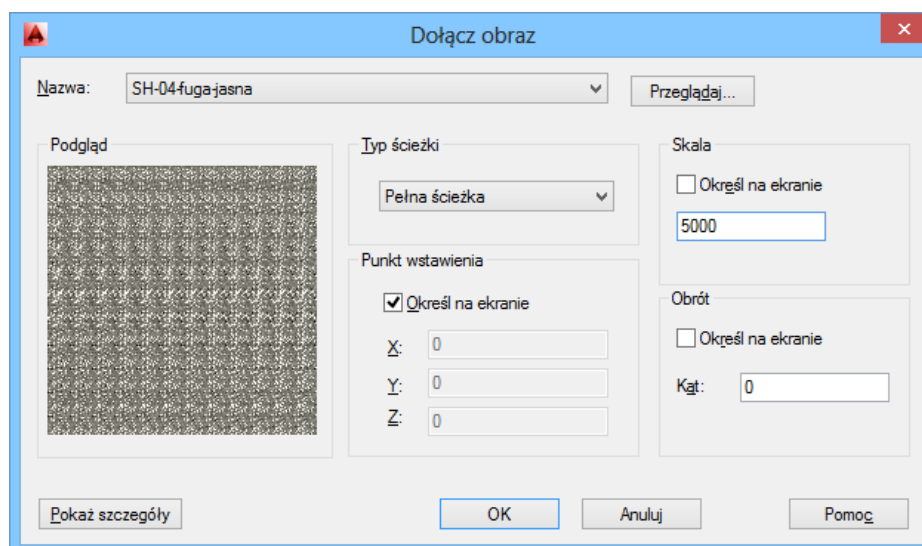 Dołącz obraz
Nazwa: SH-04-fuga-jasna Przeglądaj...
Podgląd
Typ ścieżki
Pełna ścieżka
Punkt wstawienia
Określ na ekranie
X: 0
Y: 0
Z: 0
Skala
Określ na ekranie
5000
Obrót
Określ na ekranie
Kąt: 0
Pokaż szczegóły OK Anuluj Pomoc